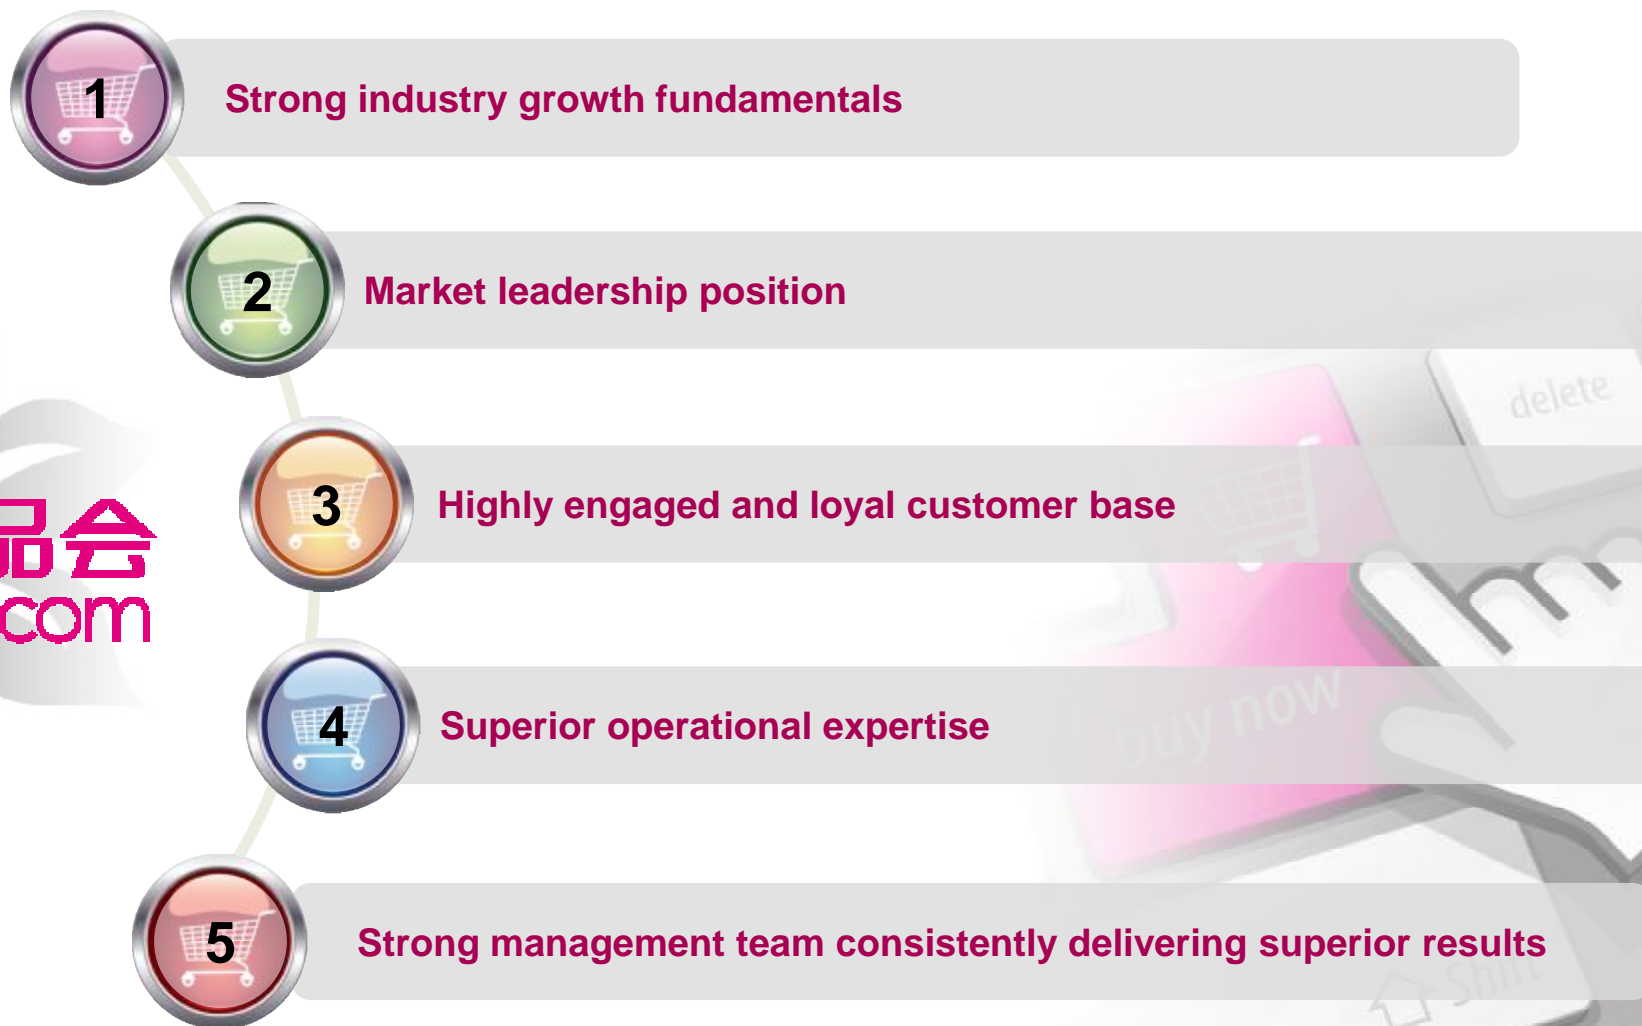 1
Strong industry growth fundamentals
2
Market leadership position
delete
品会
com
3
Highly engaged and loyal customer base
4
Superior operational expertise
buy now
5
Strong management team consistently delivering superior results
Shift